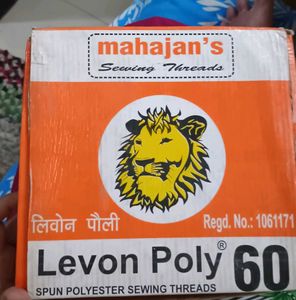 mahajan's
Sewing Threads
लिवोन पौली
Regd. No.: 1061171
Levon Poly® 60
SPUN POLYESTER SEWING THREADS